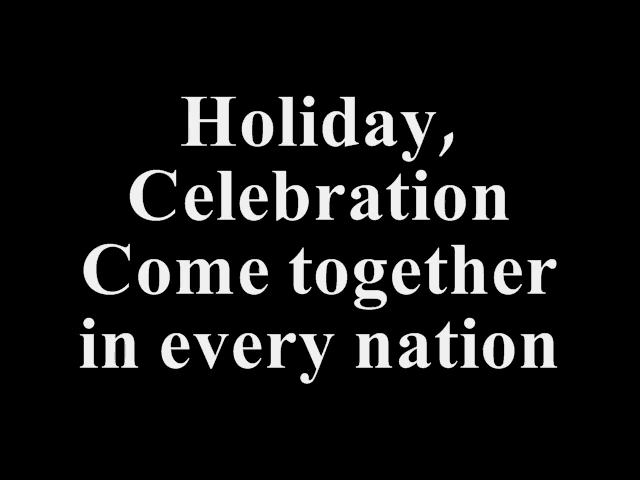 Holiday,
Celebration
Come together
in every nation